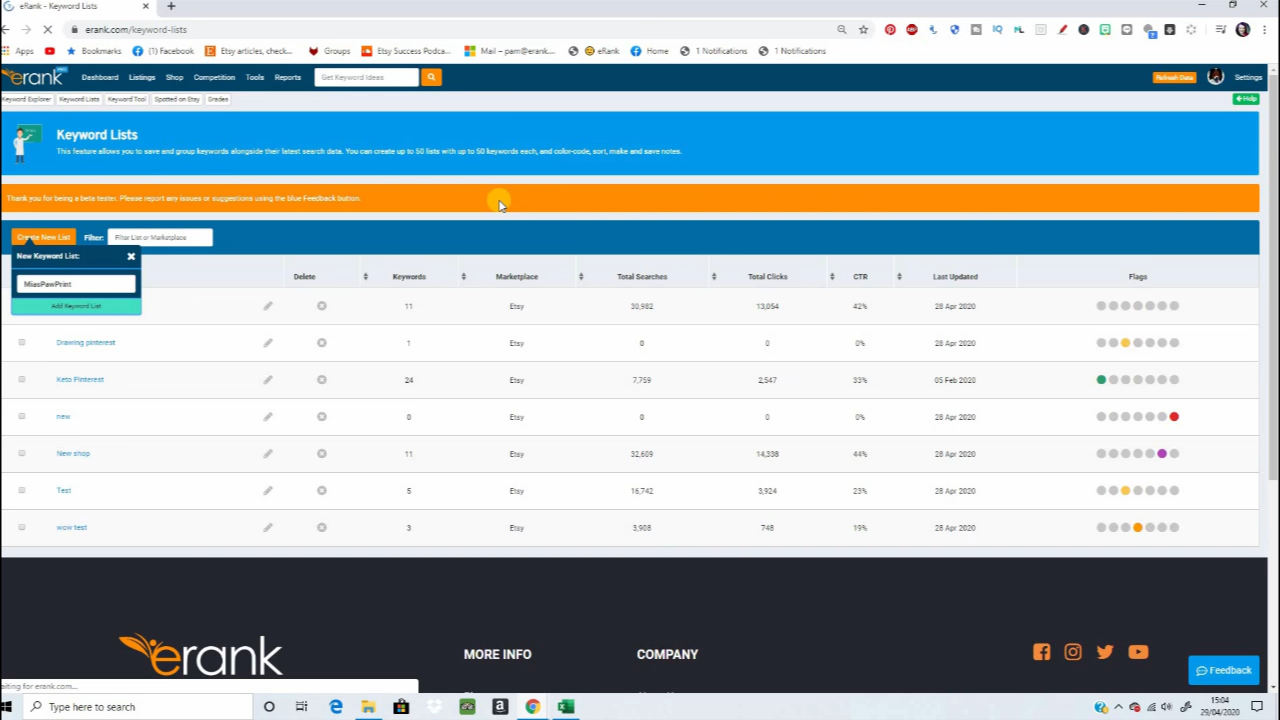 eRank - Keyword Lists
erank.com/keyword-lists
Apps Bookmarks (1) Facebook Etsy articles, check... Groups Etsy Success Podc... Mail – pam@erank.... eRank Home 1 Notifications 1 Notifications
erank Dashboard Listings Shop Competition Tools Reports Get Keyword Ideas Refresh Data Settings
Keyword Explorer Keyword Lists Keyword Tool Spotted on Etsy Grades Help
Keyword Lists
This feature allows you to save and group keywords alongside their latest search data. You can create up to 50 lists with up to 50 keywords each, and color-code, sort, make and save notes.
Thank you for being a beta tester. Please report any issues or suggestions using the blue Feedback button.
Create New List Filter: Filter List or Marketplace
New Keyword List:
MiasPawPrint
Add Keyword List
Delete Keywords Marketplace Total Searches Total Clicks CTR Last Updated Flags
11 Etsy 30,982 13,054 42% 28 Apr 2020
Drawing pinterest 1 Etsy 0 0 0% 28 Apr 2020
Keto Pinterest 24 Etsy 7,759 2,547 33% 05 Feb 2020
new 0 Etsy 0 0 0% 28 Apr 2020
New shop 11 Etsy 32,609 14,338 44% 28 Apr 2020
Test 5 Etsy 16,742 3,924 23% 28 Apr 2020
wow test 3 Etsy 3,908 748 19% 28 Apr 2020
erank
MORE INFO
COMPANY
Feedback
aiting for erank.com...
Type here to search
15:04
29/04/2020